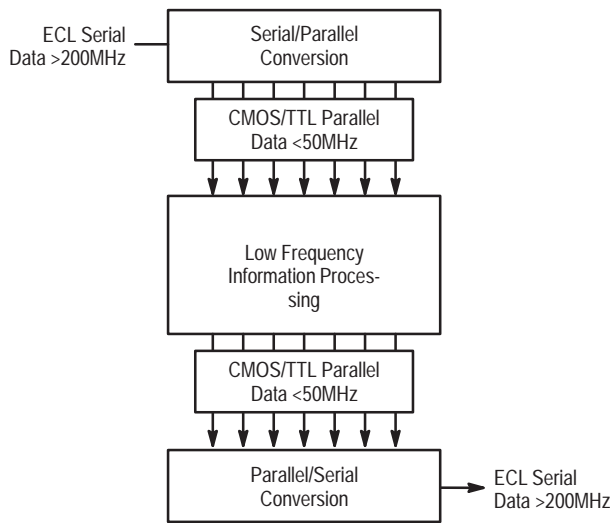 ECL Serial
Data >200MHz
Serial/Parallel
Conversion
CMOS/TTL Parallel
Data <50MHz
Low Frequency
Information Proces-
sing
CMOS/TTL Parallel
Data <50MHz
Parallel/Serial
Conversion
ECL Serial
Data >200MHz